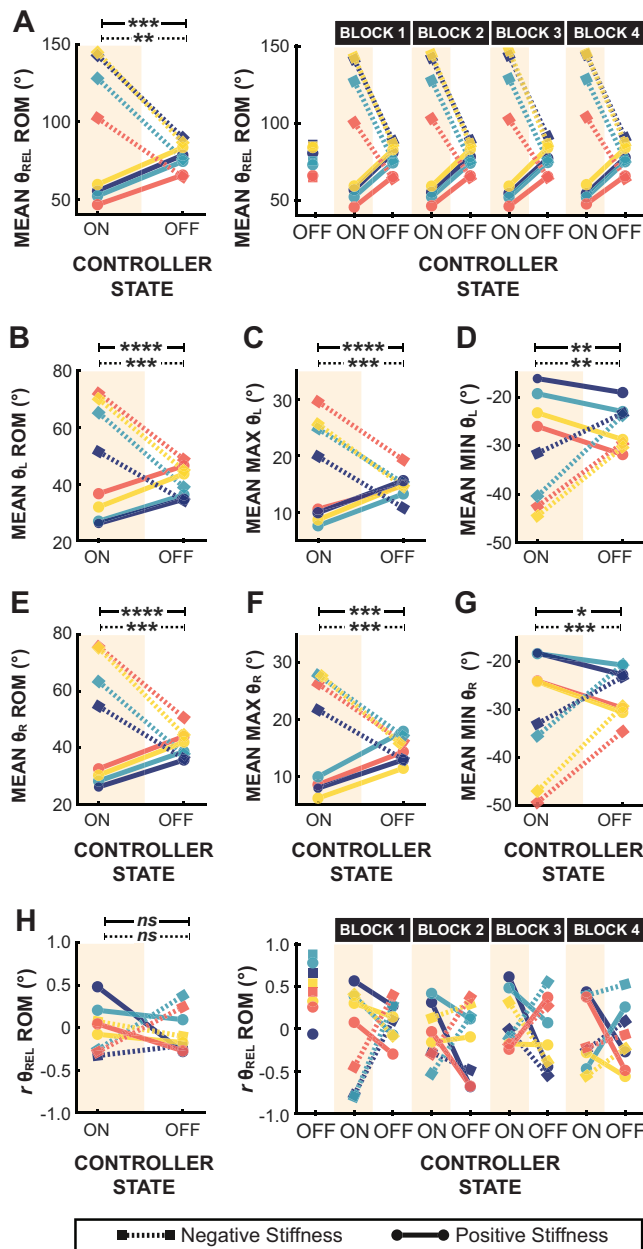 A
***
**
MEAN θREL ROM (°)
150
100
50
ON OFF
CONTROLLER
STATE
BLOCK 1 BLOCK 2 BLOCK 3 BLOCK 4
MEAN θREL ROM (°)
150
100
50
OFF ON OFF ON OFF ON OFF ON OFF
CONTROLLER
STATE
B
****
***
MEAN θL ROM (°)
80
60
40
20
ON OFF
C
****
***
MEAN MAX θL (°)
30
20
10
ON OFF
D
**
**
MEAN MIN θL (°)
-20
-30
-40
-50
ON OFF
E
****
***
MEAN θR ROM (°)
80
60
40
20
ON OFF
CONTROLLER
STATE
F
***
***
MEAN MAX θR (°)
30
20
10
ON OFF
CONTROLLER
STATE
G
*
***
MEAN MIN θR (°)
-20
-30
-40
-50
ON OFF
CONTROLLER
STATE
H
ns
ns
r θREL ROM (°)
1.0
0.5
0
-0.5
-1.0
ON OFF
CONTROLLER
STATE
BLOCK 1 BLOCK 2 BLOCK 3 BLOCK 4
r θREL ROM (°)
1.0
0.5
0
-0.5
-1.0
OFF ON OFF ON OFF ON OFF ON OFF
CONTROLLER
STATE
Negative Stiffness Positive Stiffness